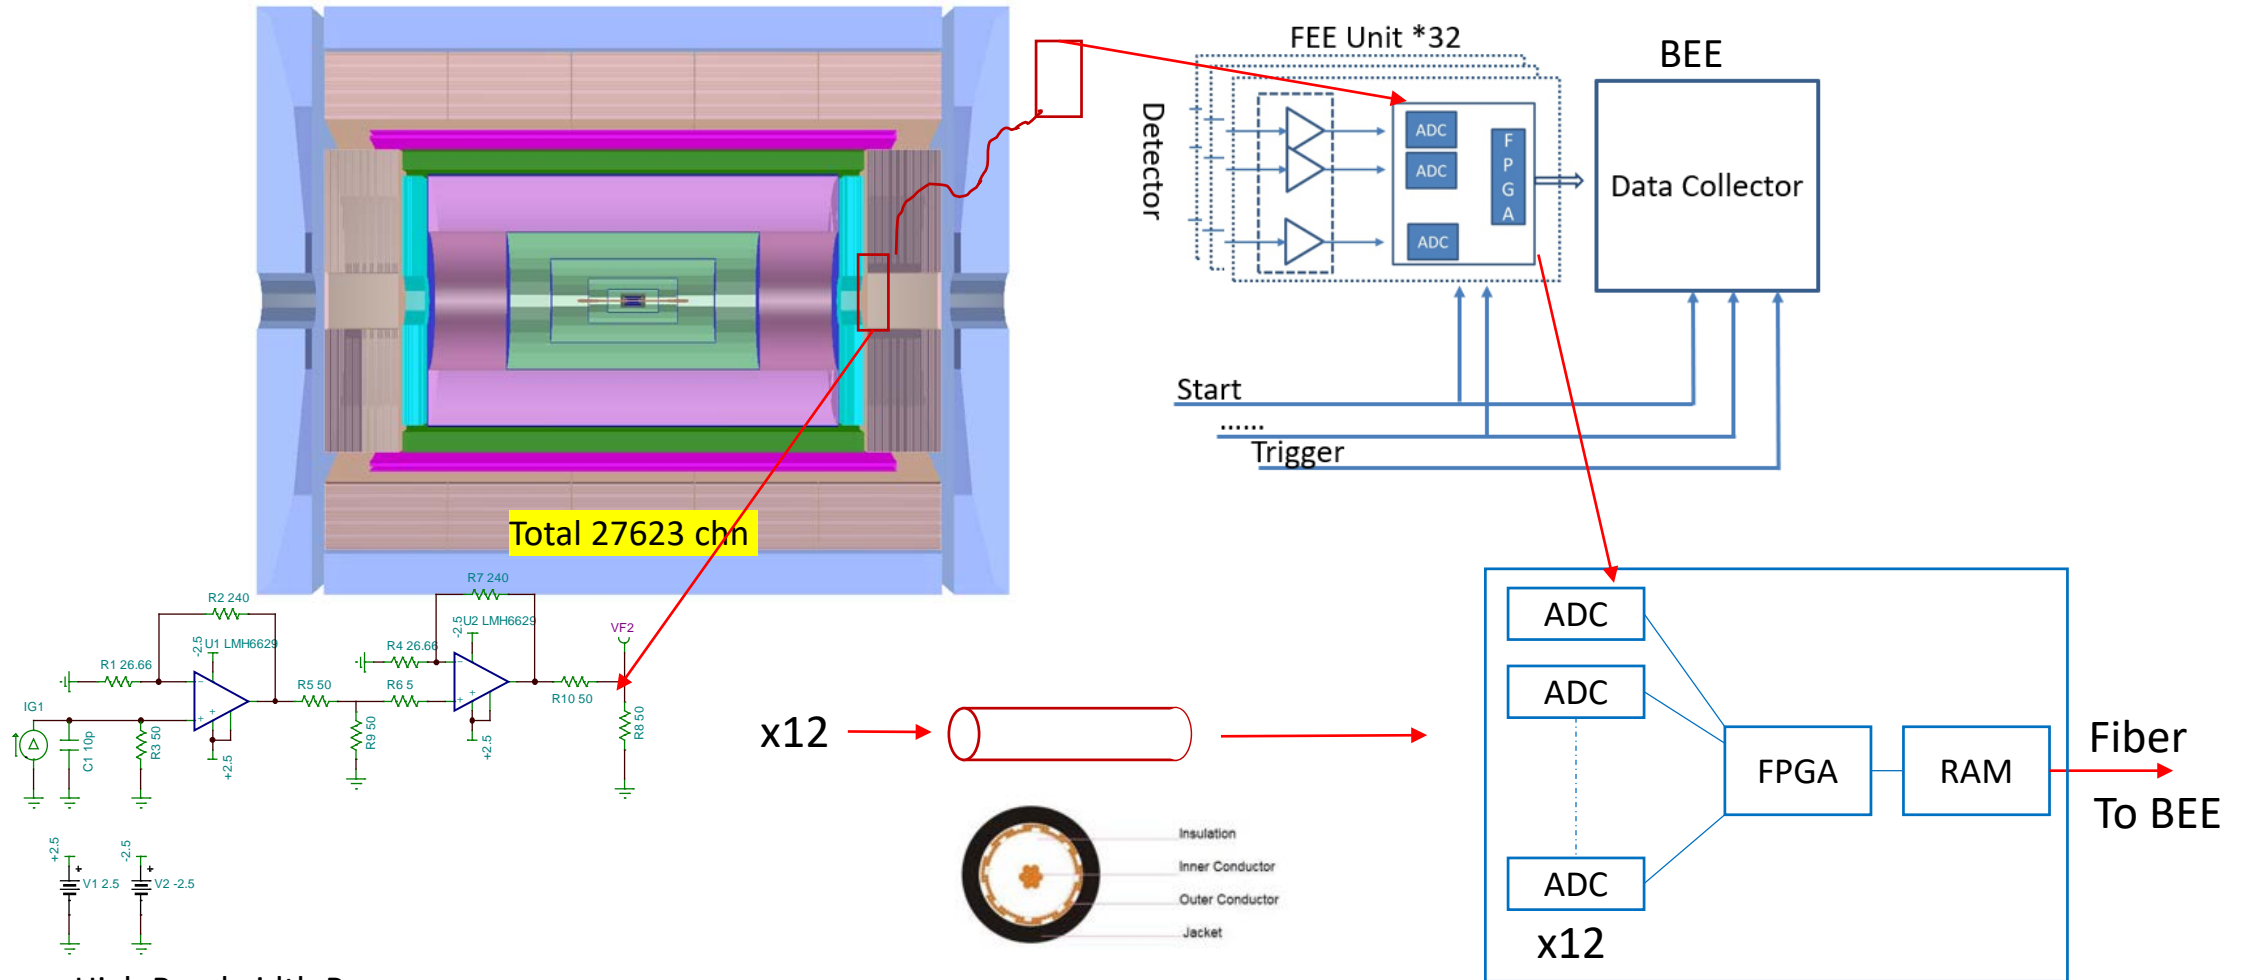 FEE Unit *32
BEE
Detector
ADC
ADC
ADC
F
P
G
A
Data Collector
Start
......
Trigger
Total 27623 chn
R2 240
-2.5
U1 LMH6629
R1 26.66
IG1
C1 10p
R3 50
+2.5
R5 50
R9 50
R6 5
R4 26.66
R7 240
-2.5
U2 LMH6629
+2.5
R10 50
VF2
R8 50
+2.5
V1 2.5
-2.5
V2 -2.5
x12
Insulation
Inner Conductor
Outer Conductor
Jacket
ADC
ADC
ADC
x12
FPGA
RAM
Fiber
To BEE